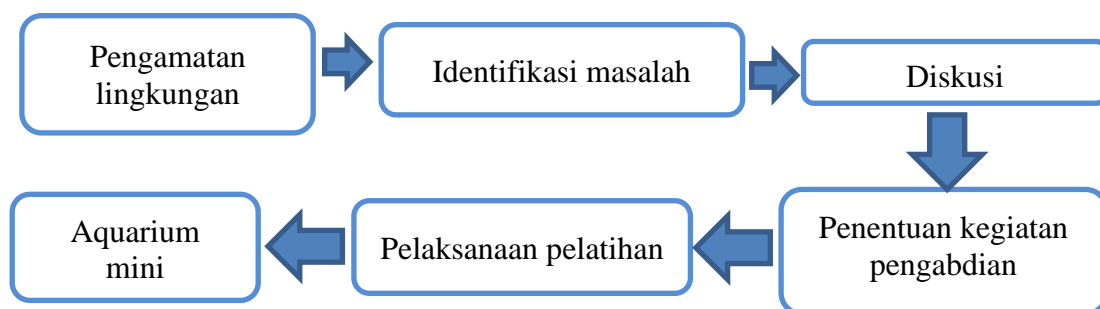 Pengamatan
lingkungan
Identifikasi masalah
Diskusi
Penentuan kegiatan
pengabdian
Pelaksanaan pelatihan
Aquarium
mini